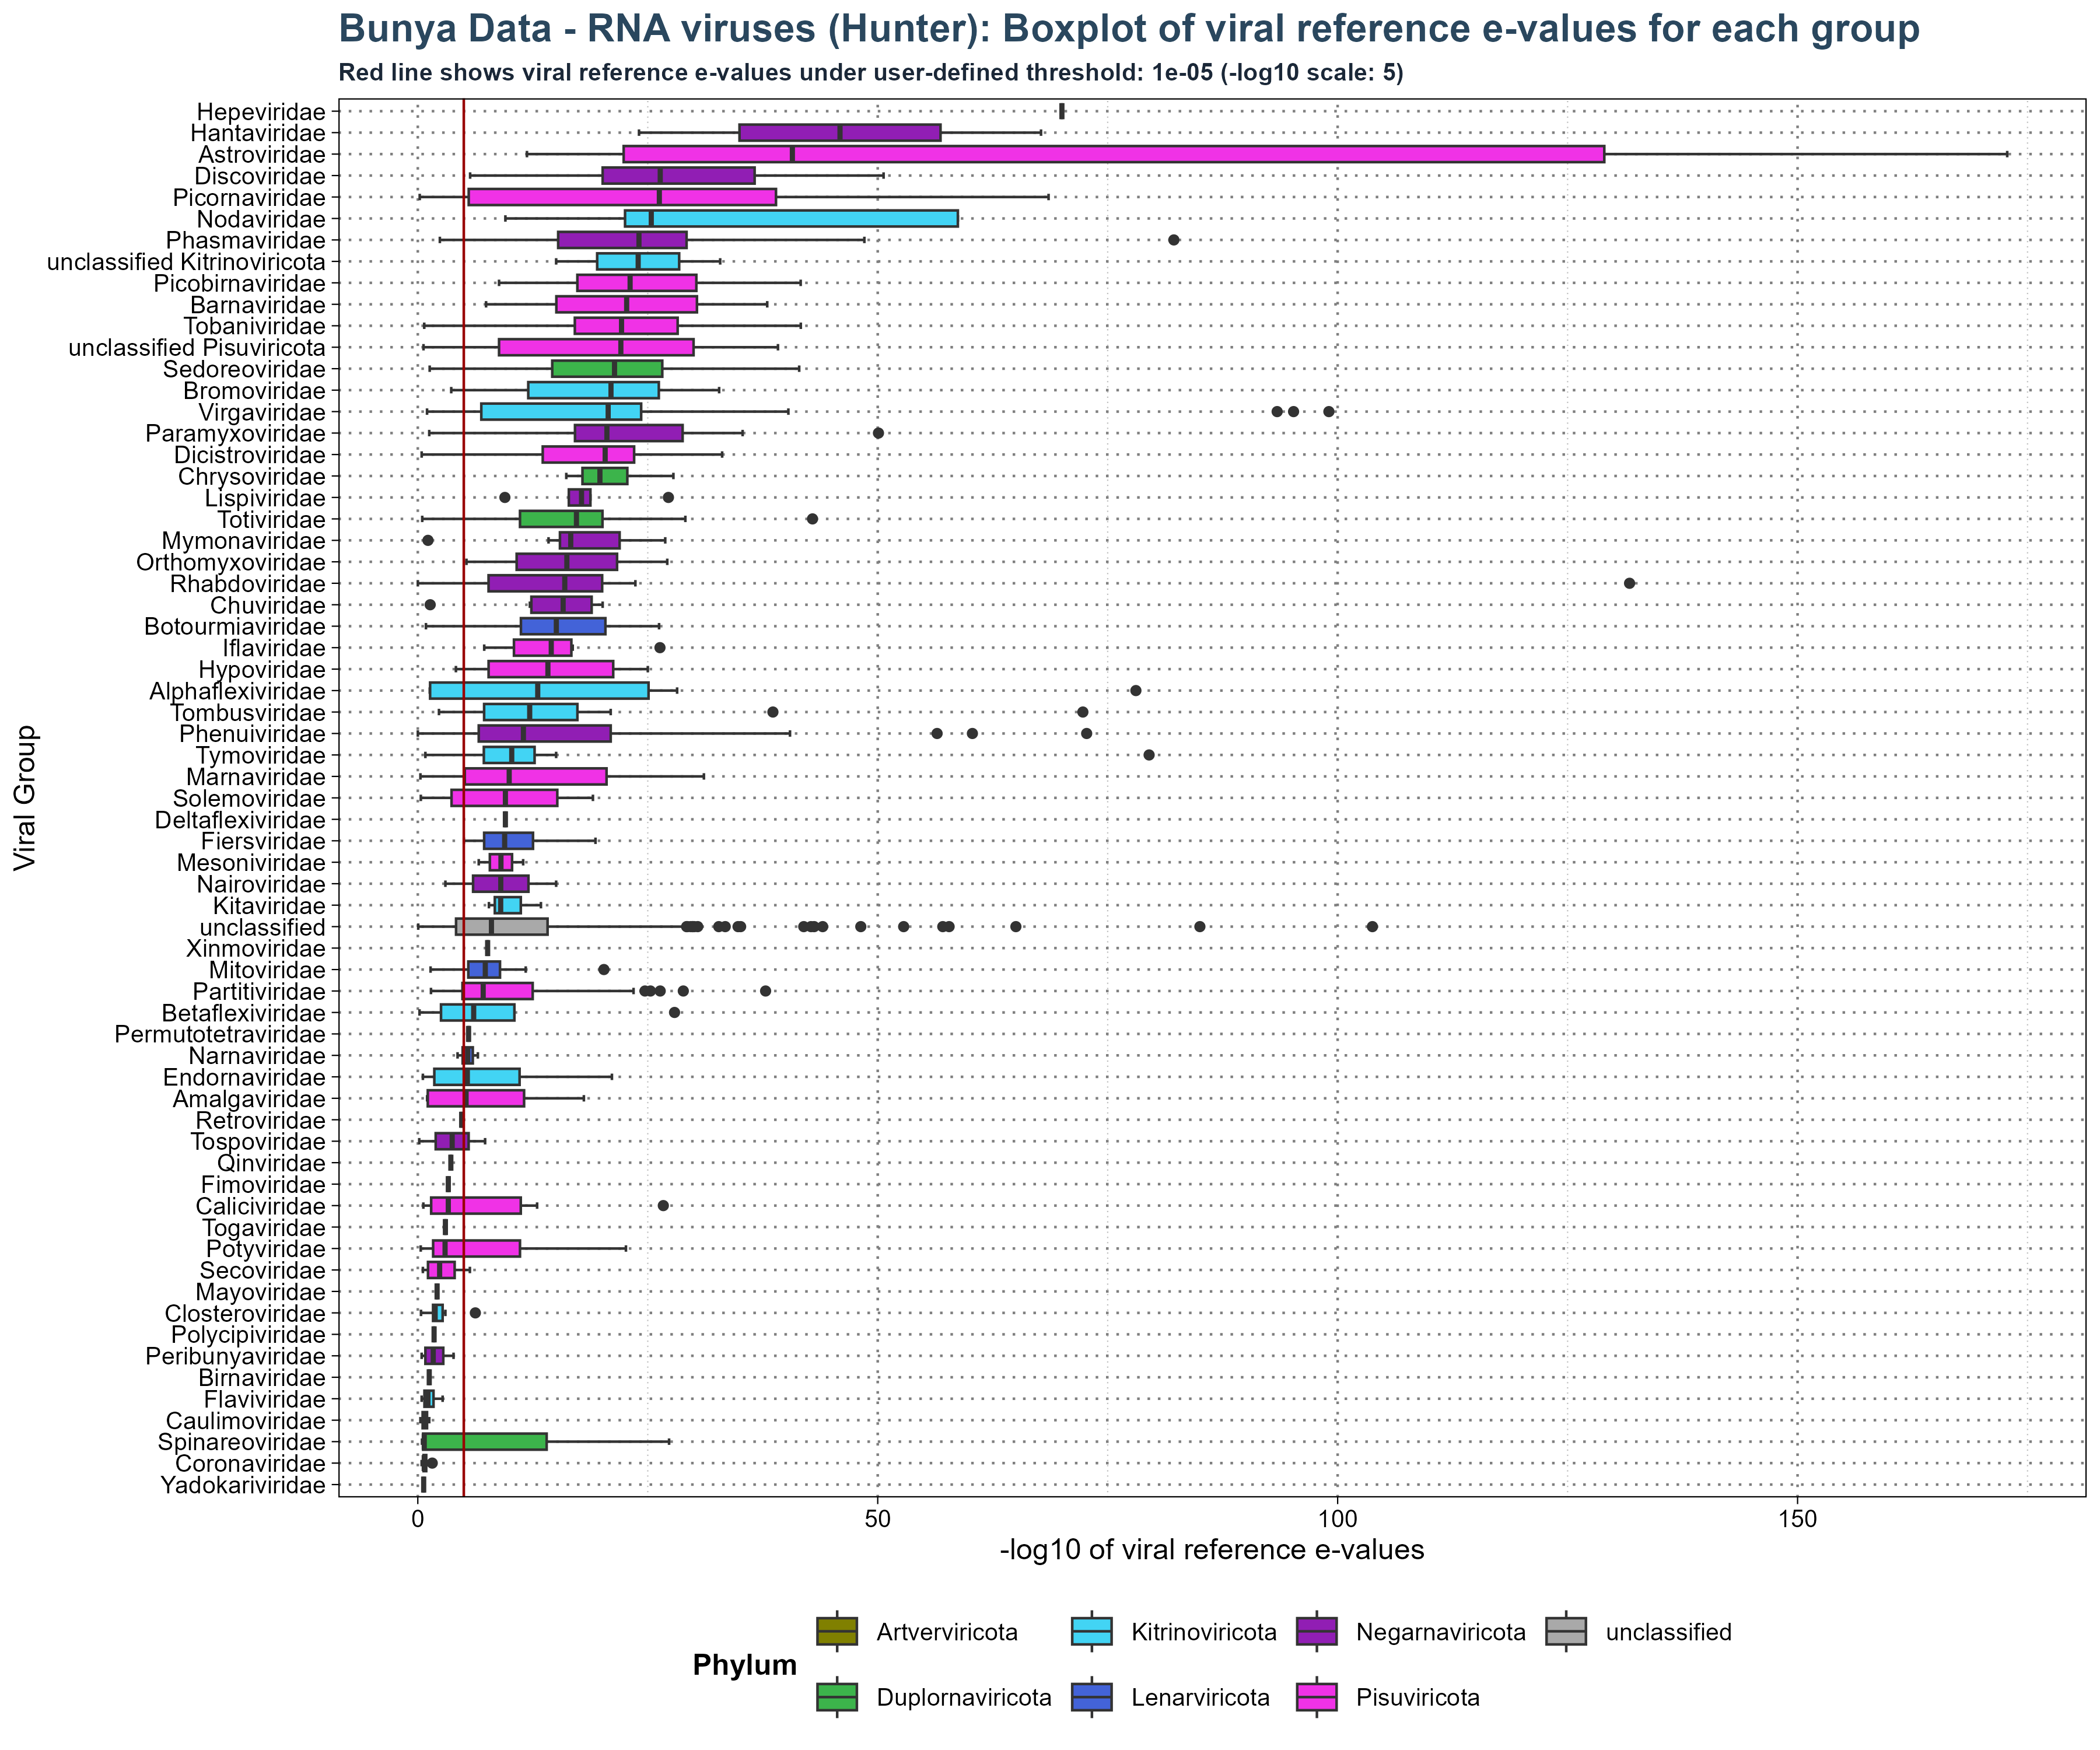 Bunya Data - RNA viruses (Hunter): Boxplot of viral reference e-values for each group
Red line shows viral reference e-values under user-defined threshold: 1e-05 (-log10 scale: 5)
Viral Group
Hepeviridae
Hantaviridae
Astroviridae
Discoviridae
Picornaviridae
Nodaviridae
Phasmaviridae
unclassified Kitrinoviricota
Picobirnaviridae
Barnaviridae
Tobaniviridae
unclassified Pisuviricota
Sedoreoviridae
Bromoviridae
Virgaviridae
Paramyxoviridae
Dicistroviridae
Chrysoviridae
Lispiviridae
Totiviridae
Mymonaviridae
Orthomyxoviridae
Rhabdoviridae
Chuviridae
Botourmiaviridae
Iflaviridae
Hypoviridae
Alphaflexiviridae
Tombusviridae
Phenuiviridae
Tymoviridae
Marnaviridae
Solemoviridae
Deltaflexiviridae
Fiersviridae
Mesoniviridae
Nairoviridae
Kitaviridae
unclassified
Xinmoviridae
Mitoviridae
Partitiviridae
Betaflexiviridae
Permutotetraviridae
Narnaviridae
Endornaviridae
Amalgaviridae
Retroviridae
Tospoviridae
Qinviridae
Fimoviridae
Caliciviridae
Togaviridae
Potyviridae
Secoviridae
Mayoviridae
Closteroviridae
Polycipiviridae
Peribunyaviridae
Birnaviridae
Flaviviridae
Caulimoviridae
Spinareoviridae
Coronaviridae
Yadokariviridae
0 50 100 150
-log10 of viral reference e-values
Phylum
Artverviricota Kitrinoviricota Negarnaviricota unclassified
Duplornaviricota Lenarviricota Pisuviricota